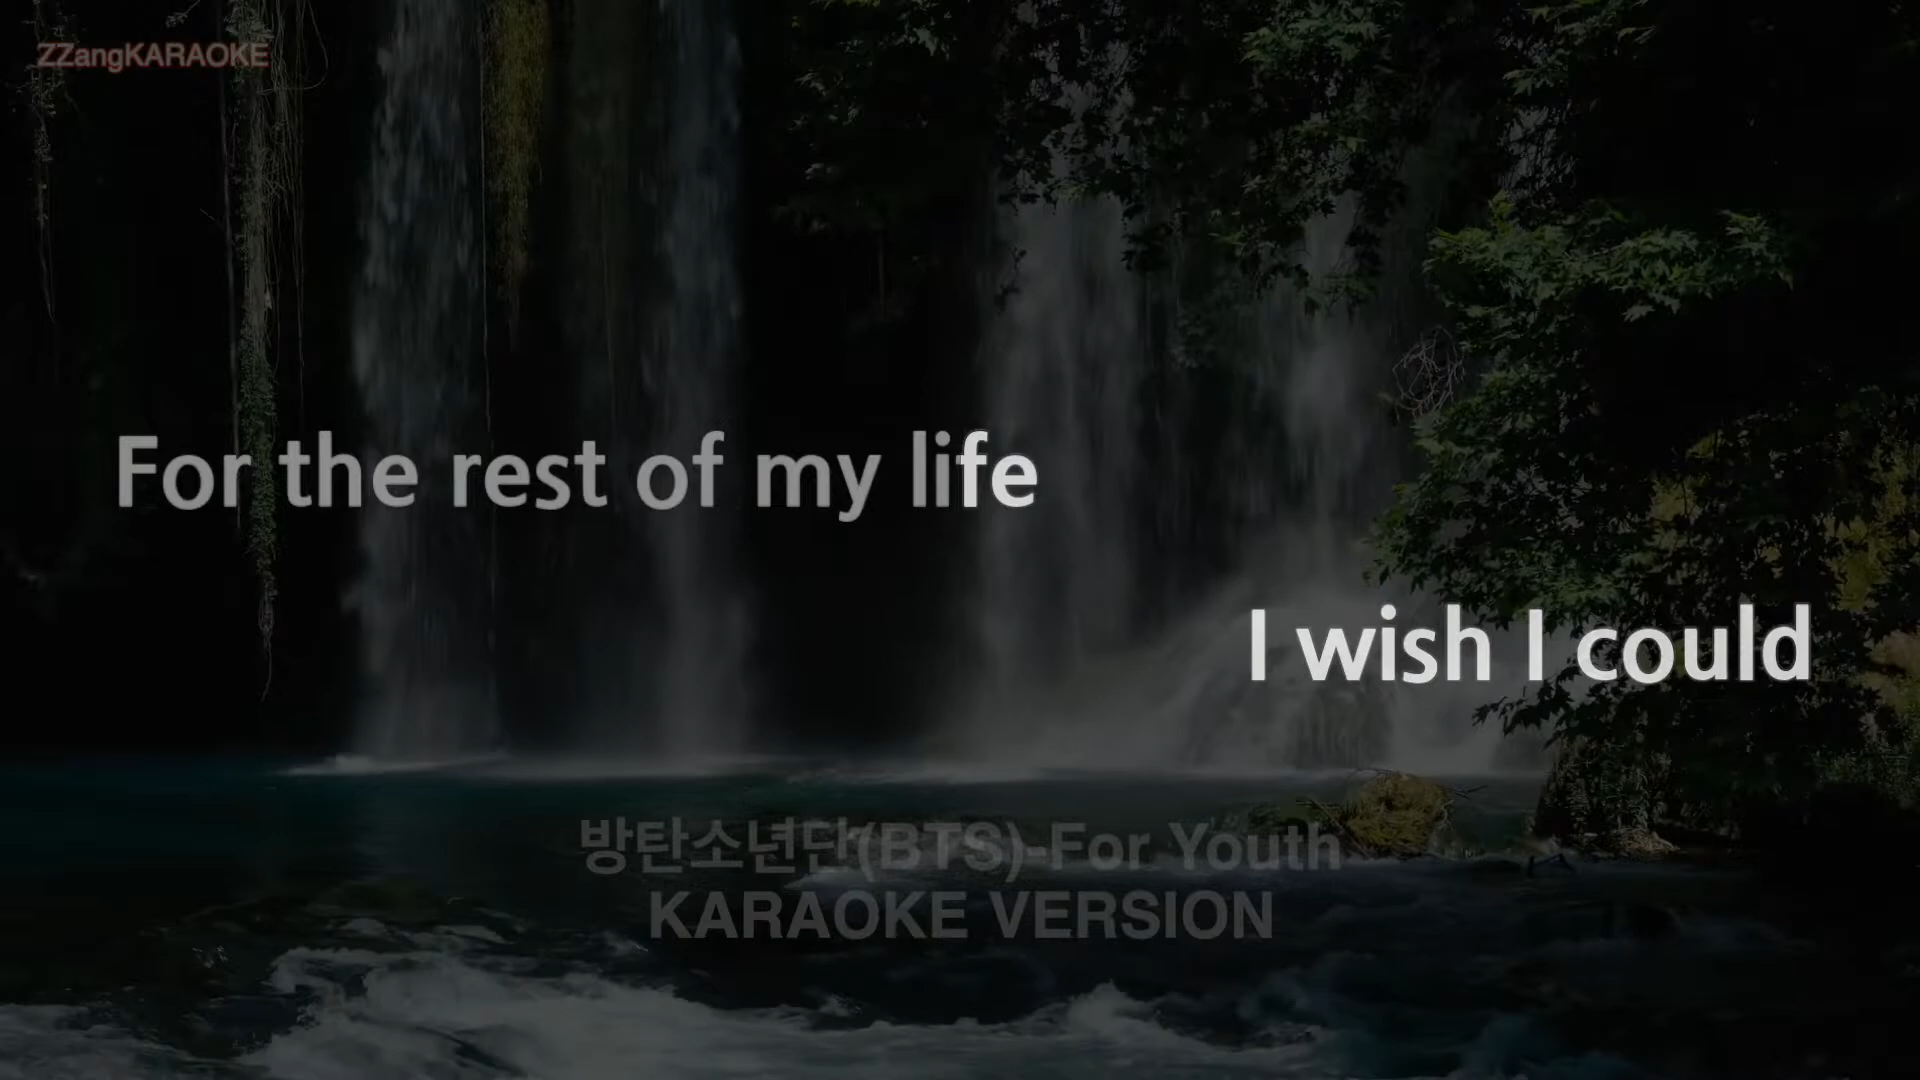 ZZangKARAOKE
For the rest of my life
I wish I could
방탄소년단(BTS)-For Youth
KARAOKE VERSION